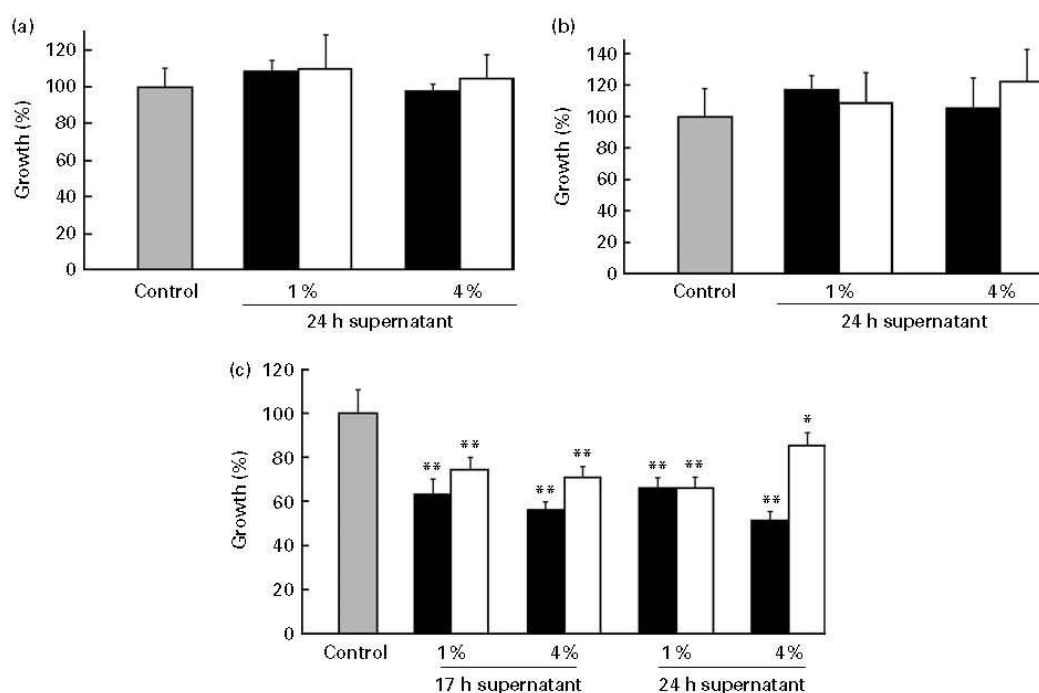 (a)
120
100
80
60
40
20
0
Growth (%)
Control
1%
4%
24 h supernatant
(b)
140
120
100
80
60
40
20
0
Growth (%)
Control
1%
4%
24 h supernatant
(c)
120
100
80
60
40
20
0
Growth (%)
**
**
**
**
**
**
**
*
Control
1%
4%
1%
4%
17 h supernatant
24 h supernatant